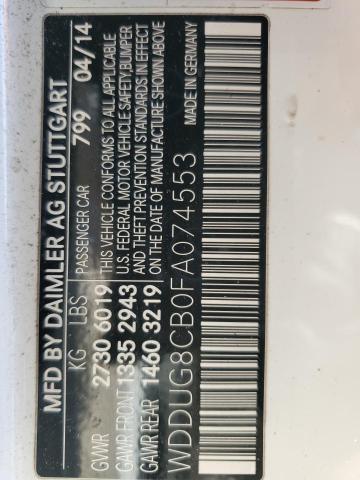 MFD BY DAIMLER AG STUTTGART
KG LBS PASSENGER CAR 799 04/14
GVWR 2730 6019 THIS VEHICLE CONFORMS TO ALL APPLICABLE
GAWR FRONT 1335 2943 U.S. FEDERAL MOTOR VEHICLE SAFETY,BUMPER
AND THEFT PREVENTION STANDARDS IN EFFECT
GAWR REAR 1460 3219 ON THE DATE OF MANUFACTURE SHOWN ABOVE
WDDUG8CB0FA074553 MADE IN GERMANY